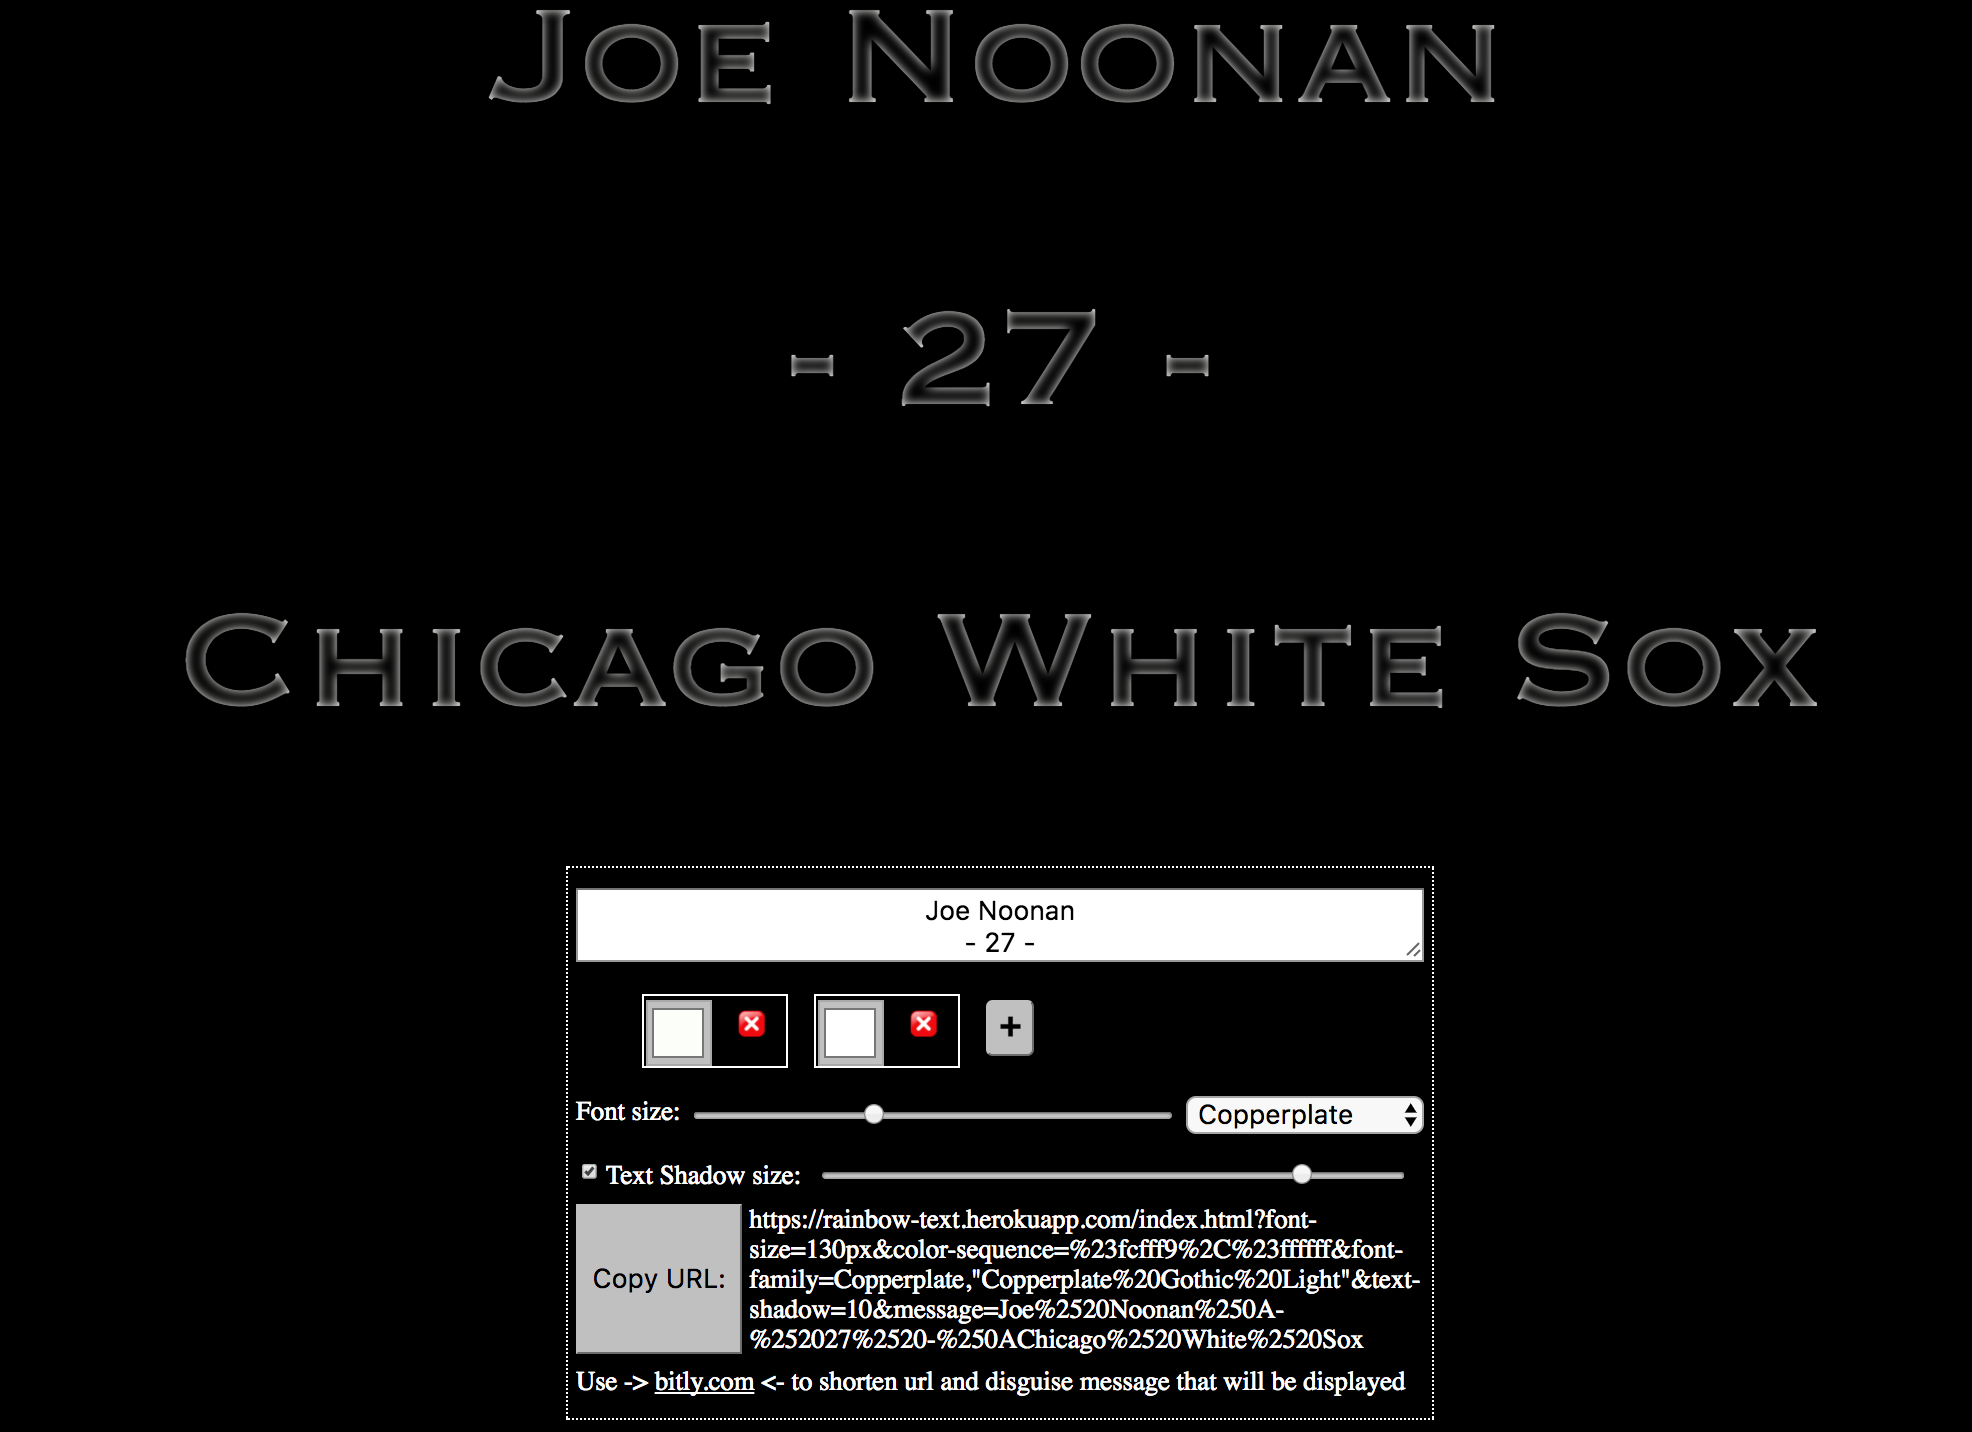 Joe Noonan
- 27 -
Chicago White Sox
Joe Noonan
- 27 -
+
Font size:
Copperplate
Text Shadow size:
Copy URL:
https://rainbow-text.herokuapp.com/index.html?font-
size=130px&color-sequence=%23fcfff9%2C%23ffffff&font-
family=Copperplate,"Copperplate%20Gothic%20Light"&text-
shadow=10&message=Joe%2520Noonan%250A-
%252027%2520-%250AChicago%2520White%2520Sox
Use -> bitly.com <- to shorten url and disguise message that will be displayed